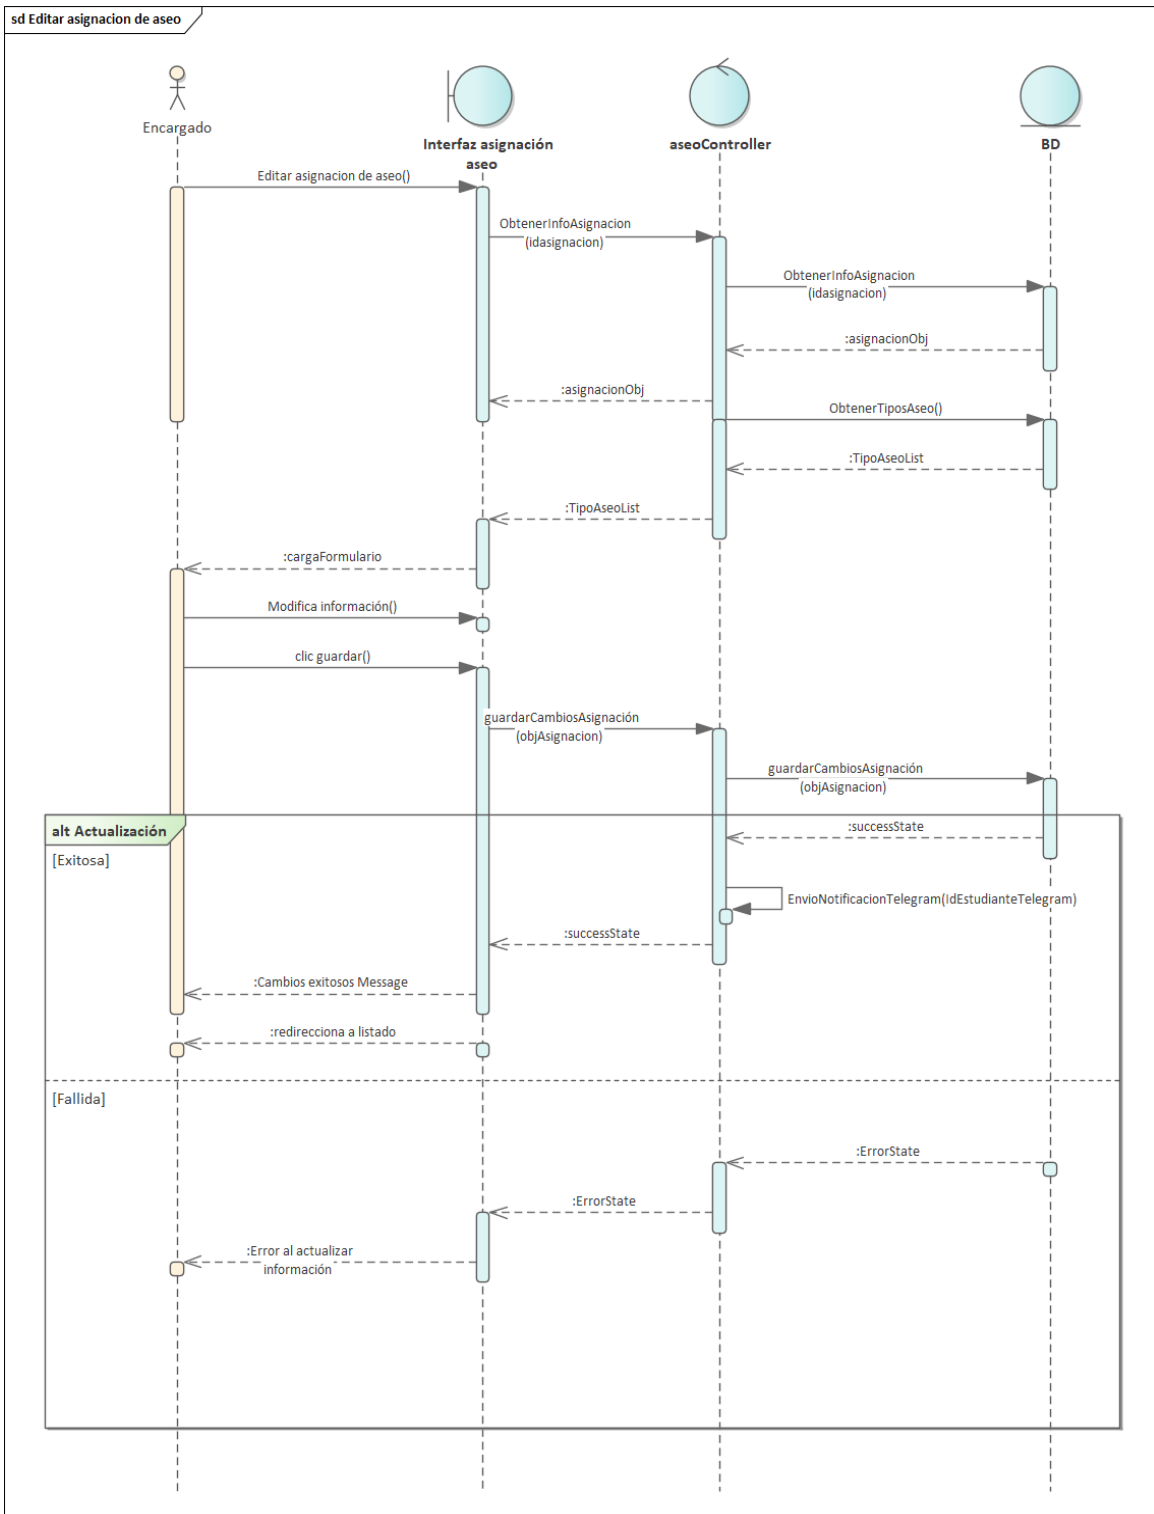 sd Editar asignacion de aseo
Encargado
Interfaz asignación
aseo
aseoController
BD
Editar asignacion de aseo()
ObtenerInfoAsignacion
(idasignacion)
ObtenerInfoAsignacion
(idasignacion)
:asignacionObj
:asignacionObj
ObtenerTiposAseo()
:TipoAseoList
:TipoAseoList
:cargaFormulario
Modifica información()
clic guardar()
guardarCambiosAsignación
(objAsignacion)
guardarCambiosAsignación
(objAsignacion)
alt Actualización
:successState
[Exitosa]
EnvioNotificacionTelegram(IdEstudianteTelegram)
:successState
:Cambios exitosos Message
:redirecciona a listado
[Fallida]
:ErrorState
:ErrorState
:Error al actualizar
información